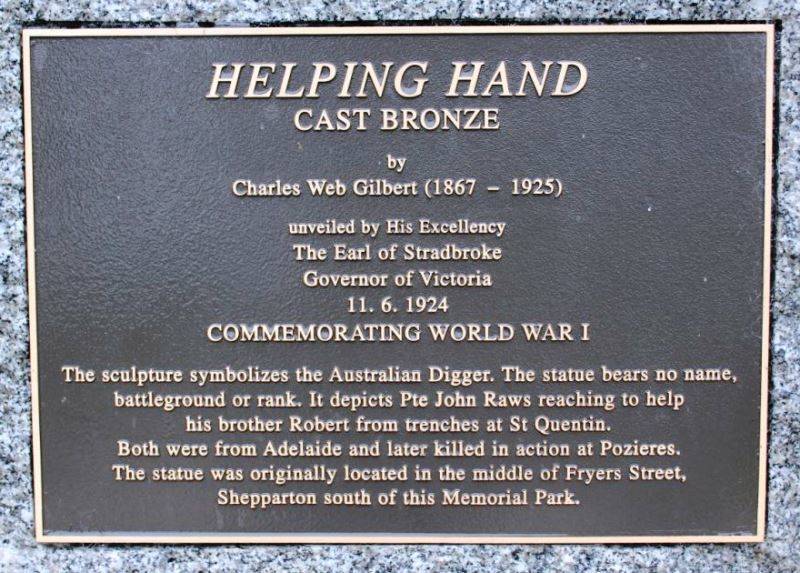 HELPING HAND
CAST BRONZE
by
Charles Web Gilbert (1867 – 1925)
unveiled by His Excellency
The Earl of Stradbroke
Governor of Victoria
11. 6. 1924
COMMEMORATING WORLD WAR I
The sculpture symbolizes the Australian Digger. The statue bears no name,
battleground or rank. It depicts Pte John Raws reaching to help
his brother Robert from trenches at St Quentin.
Both were from Adelaide and later killed in action at Pozieres.
The statue was originally located in the middle of Fryers Street,
Shepparton south of this Memorial Park.